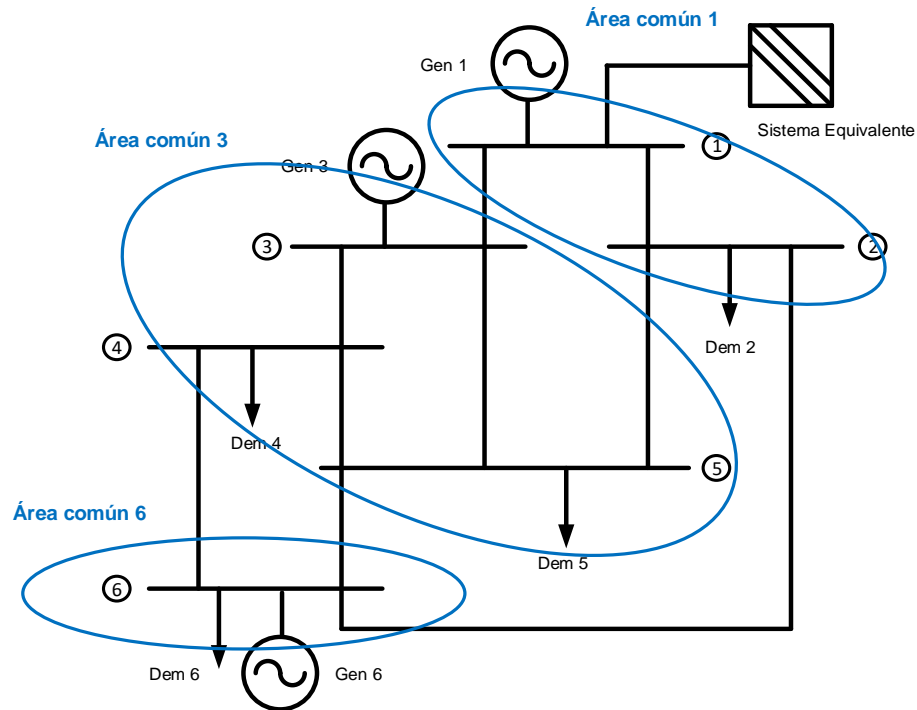 Área común 1
Gen 1
Sistema Equivalente
1
Área común 3
Gen 3
3
2
4
Dem 2
Dem 4
5
Área común 6
Dem 5
6
Dem 6
Gen 6